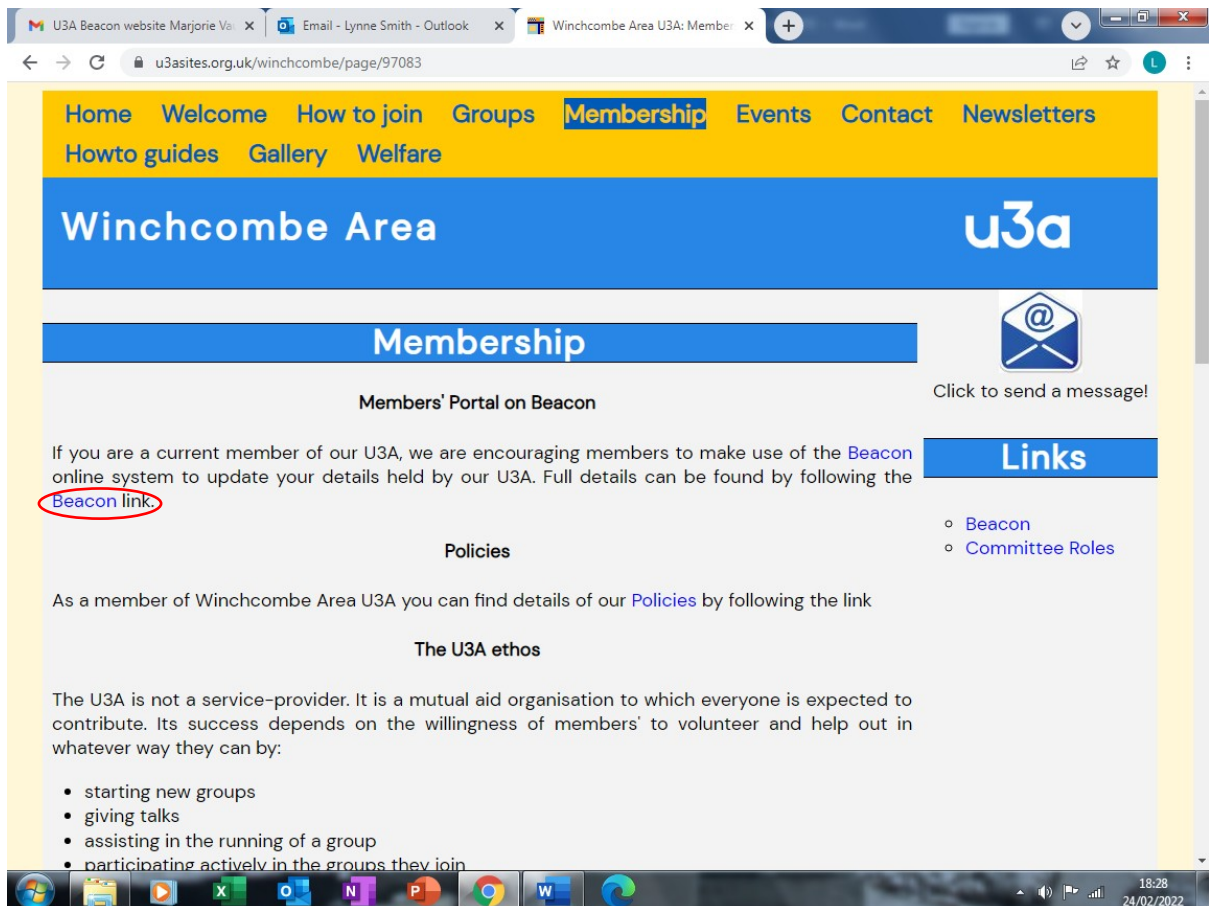 U3A Beacon website Marjorie Va
Email - Lynne Smith - Outlook
Winchcombe Area U3A: Member
u3asites.org.uk/winchcombe/page/97083
L
Home Welcome How to join Groups Membership Events Contact Newsletters
Howto guides Gallery Welfare
Winchcombe Area
u3a
Membership
Members' Portal on Beacon
If you are a current member of our U3A, we are encouraging members to make use of the Beacon
online system to update your details held by our U3A. Full details can be found by following the
Beacon link.
Policies
As a member of Winchcombe Area U3A you can find details of our Policies by following the link
The U3A ethos
The U3A is not a service-provider. It is a mutual aid organisation to which everyone is expected to
contribute. Its success depends on the willingness of members' to volunteer and help out in
whatever way they can by:
starting new groups
giving talks
assisting in the running of a group
participating actively in the groups they join
@
Click to send a message!
Links
Beacon
Committee Roles
18:28
24/02/2022